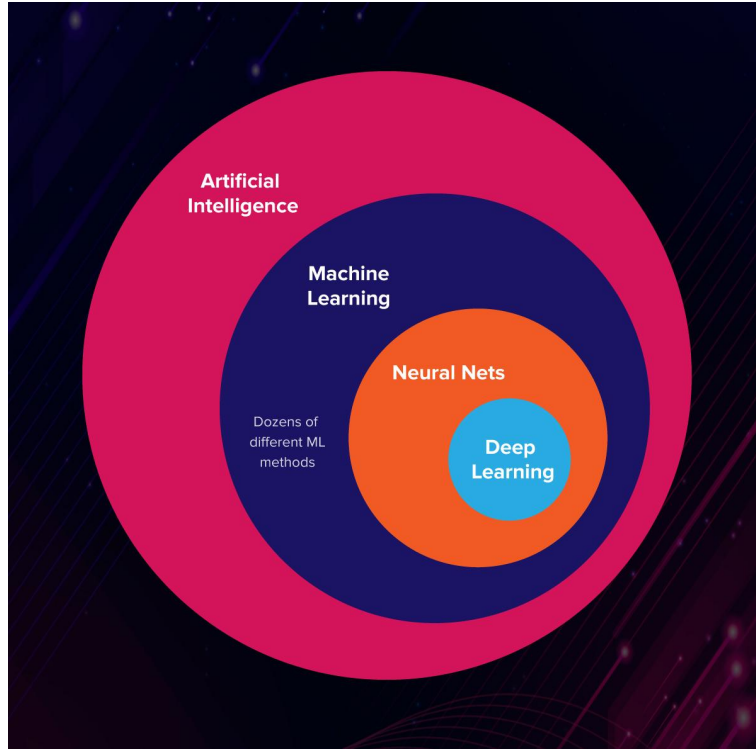 Artificial
Intelligence
Machine
Learning
Neural Nets
Dozens of
different ML
methods
Deep
Learning